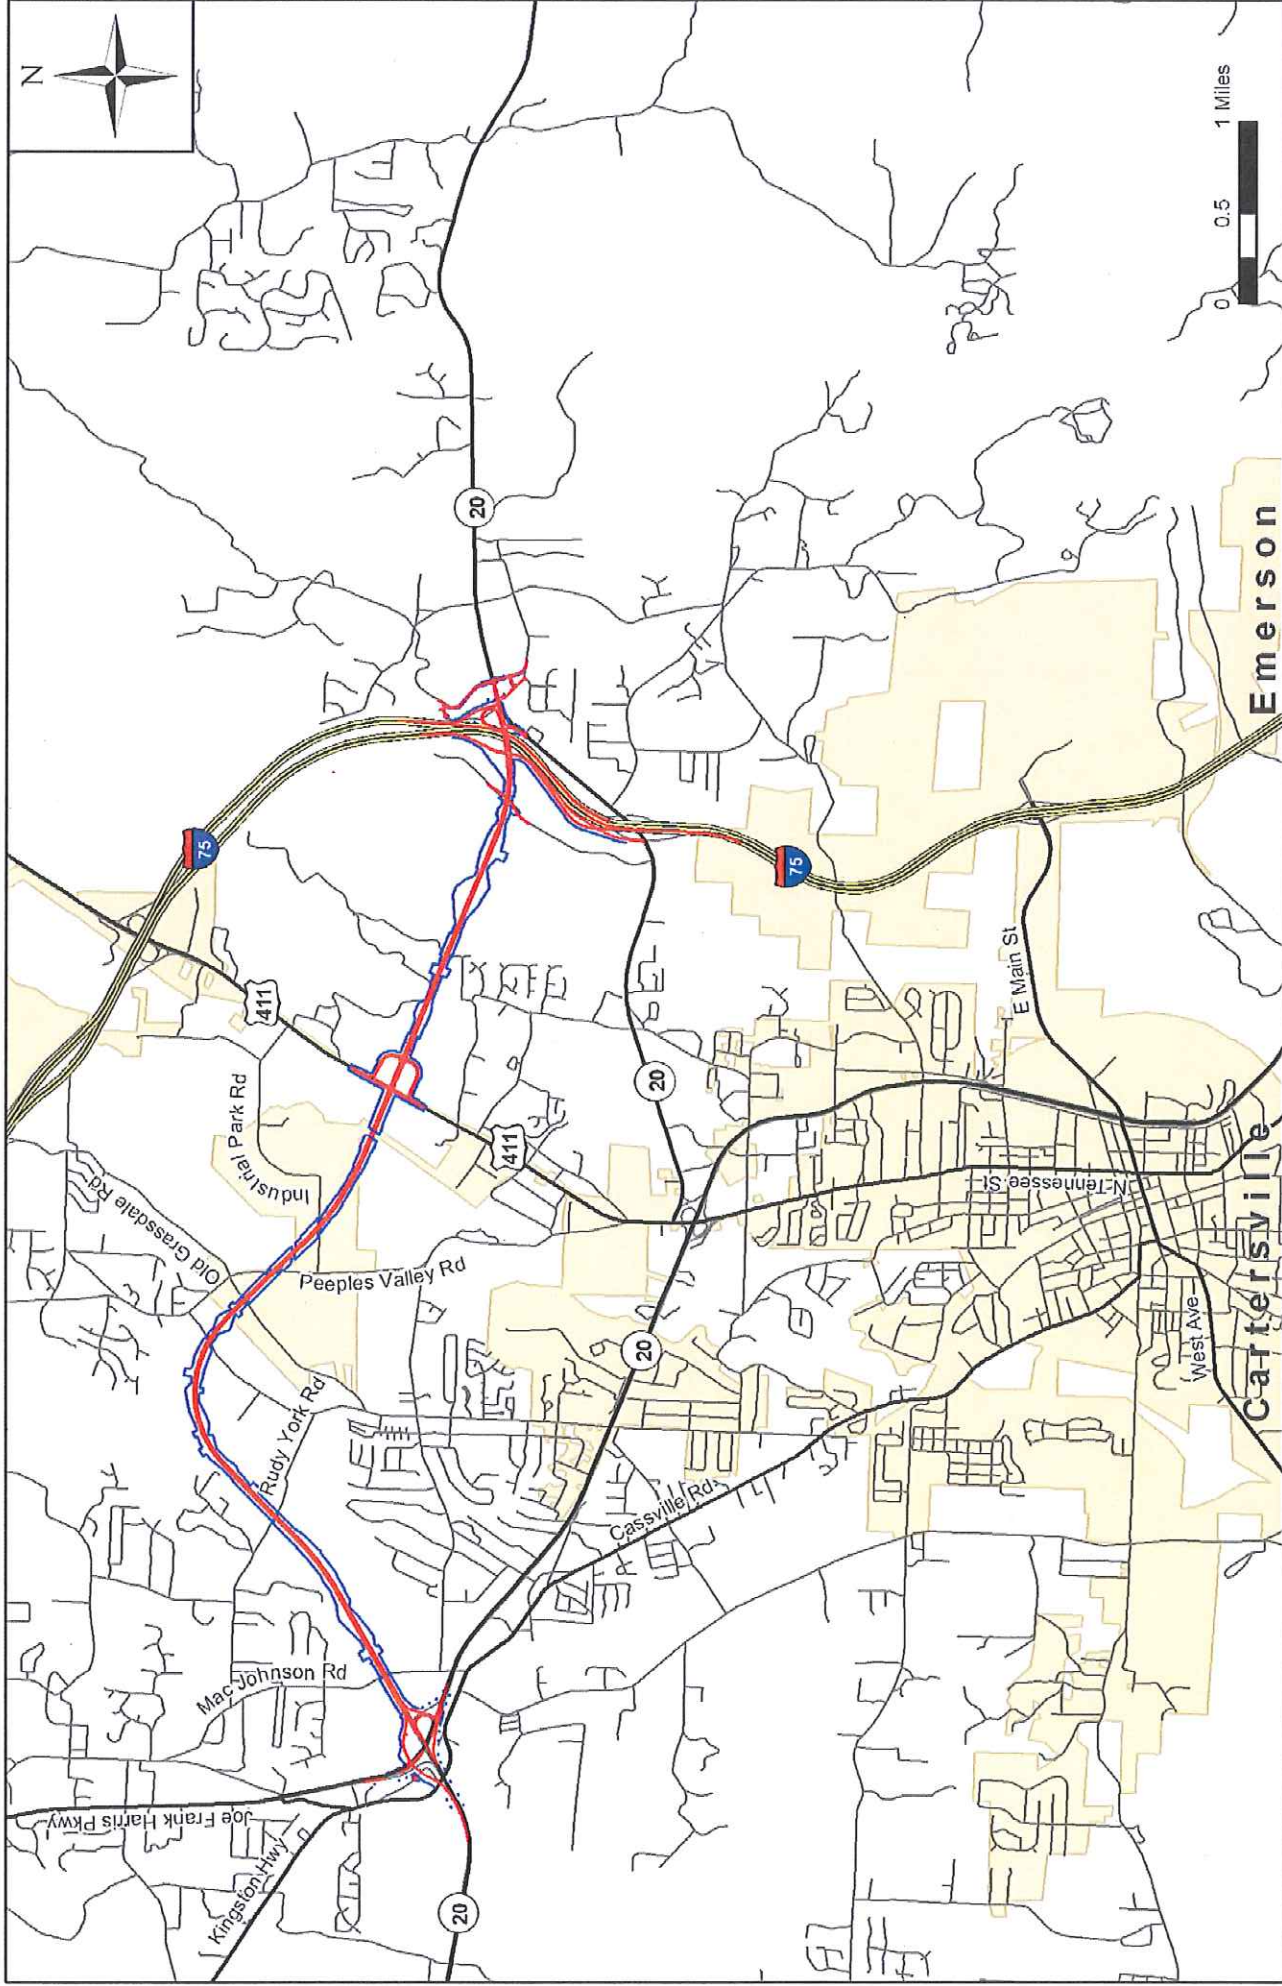 N
1 Miles
0.5
0
20
Emerson
75
75
411
E Main St
Industrial Park Rd
20
411
Old Grassdale Rd
N Tennessee St
Cartersville
Peeples Valley Rd
20
West Ave
Rudy York Rd
Cassville Rd
Mac Johnson Rd
Joe Frank Harris Pkwy
Kingston Hwy
20